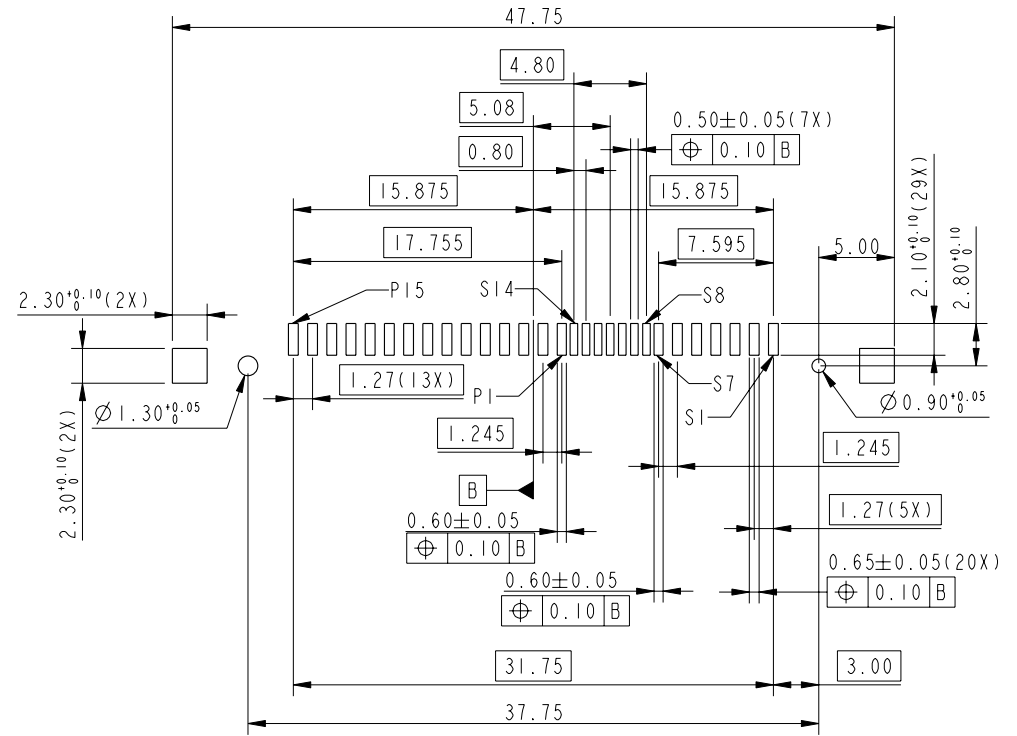 47.75
4.80
5.08
0.50±0.05(7X)
⌖ 0.10 B
0.80
15.875
15.875
2.10+0.10 0(29X)
2.80+0.10 0
17.755
7.595
5.00
2.30+0.10 0(2X)
P15
S14
S8
1.27(13X)
P1
S7
S1
Ø1.30+0.05 0
Ø0.90+0.05 0
2.30+0.10 0(2X)
1.245
1.245
B
1.27(5X)
0.60±0.05
⌖ 0.10 B
0.65±0.05(20X)
⌖ 0.10 B
0.60±0.05
⌖ 0.10 B
31.75
3.00
37.75